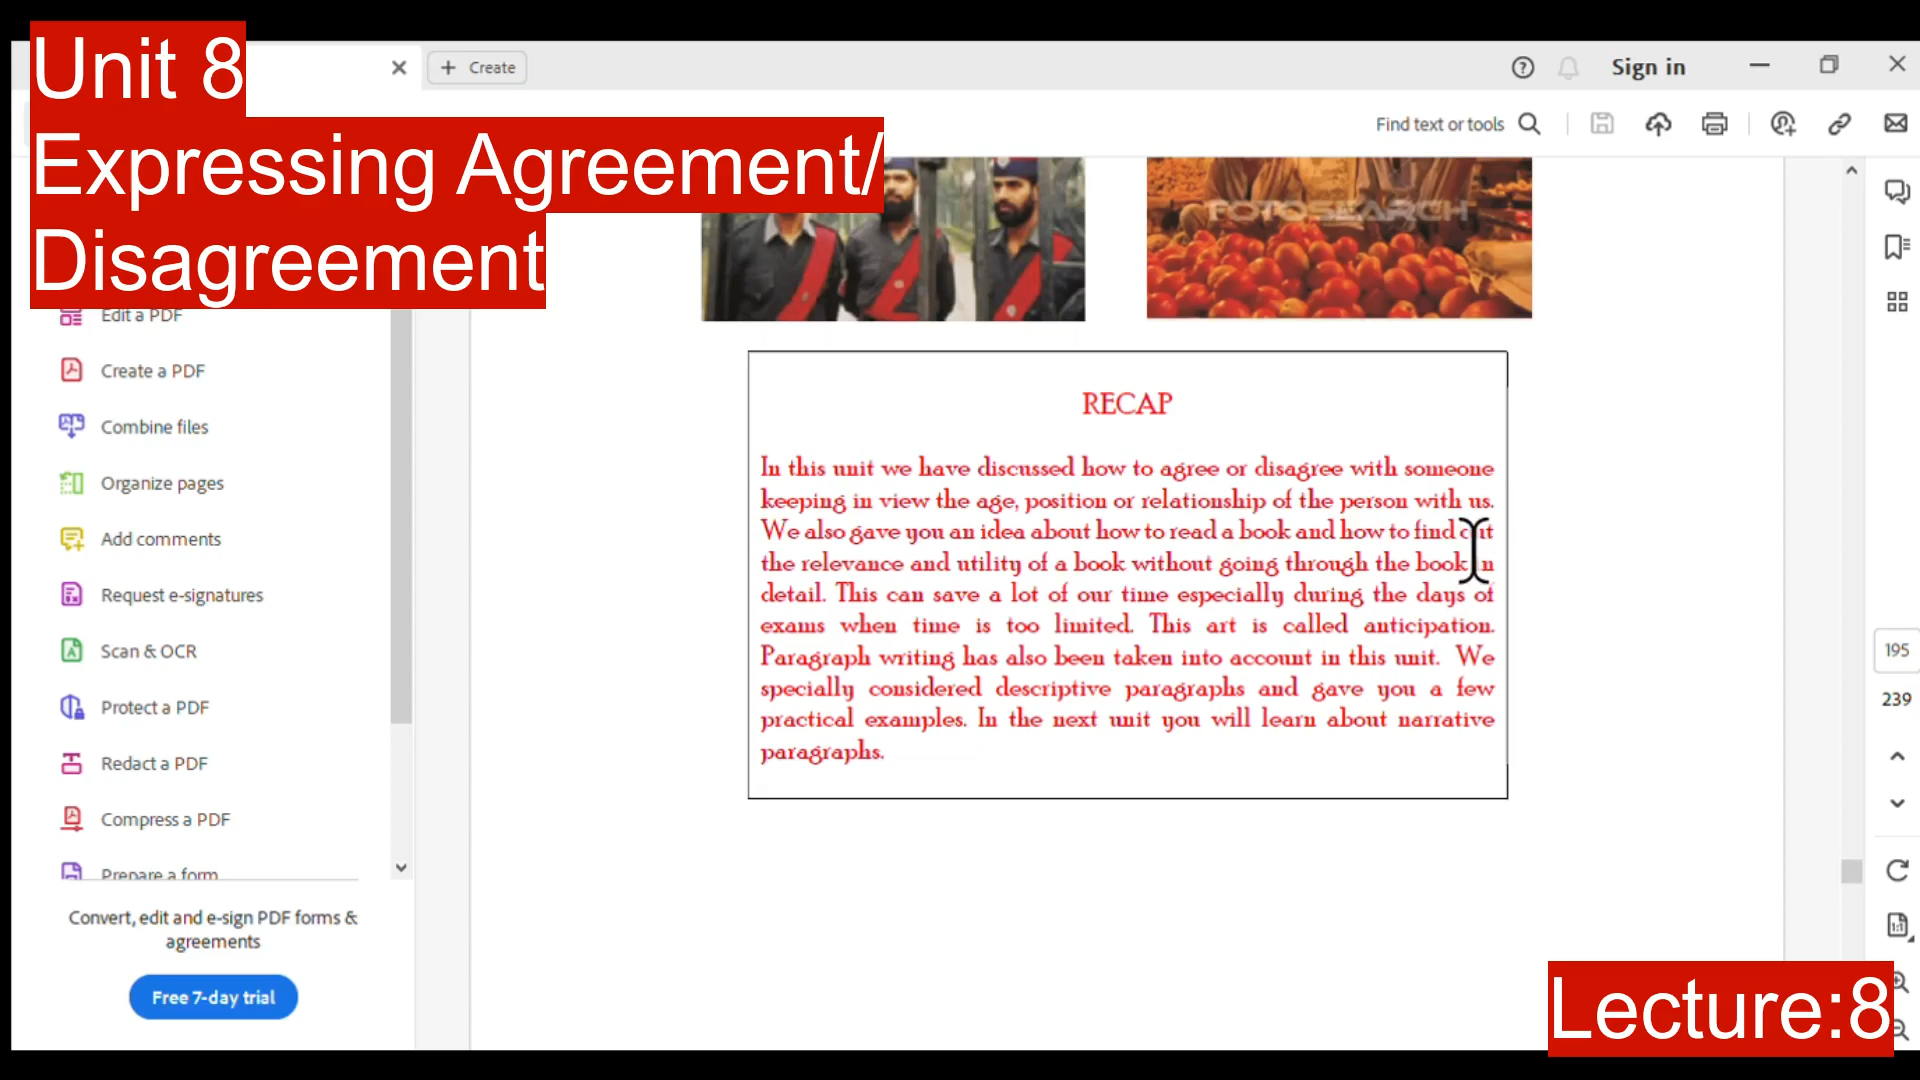 Unit 8
Expressing Agreement/
Disagreement
Create
Sign in
Find text or tools
FOTOSEARCH
Edit a PDF
Create a PDF
Combine files
Organize pages
Add comments
Request e-signatures
Scan & OCR
Protect a PDF
Redact a PDF
Compress a PDF
Prepare a form
Convert, edit and e-sign PDF forms &
agreements
Free 7-day trial
RECAP
In this unit we have discussed how to agree or disagree with someone
keeping in view the age, position or relationship of the person with us.
We also gave you an idea about how to read a book and how to find out
the relevance and utility of a book without going through the book in
detail. This can save a lot of our time especially during the days of
exams when time is too limited. This art is called anticipation.
Paragraph writing has also been taken into account in this unit. We
specially considered descriptive paragraphs and gave you a few
practical examples. In the next unit you will learn about narrative
paragraphs.
195
239
1:1
Lecture:8